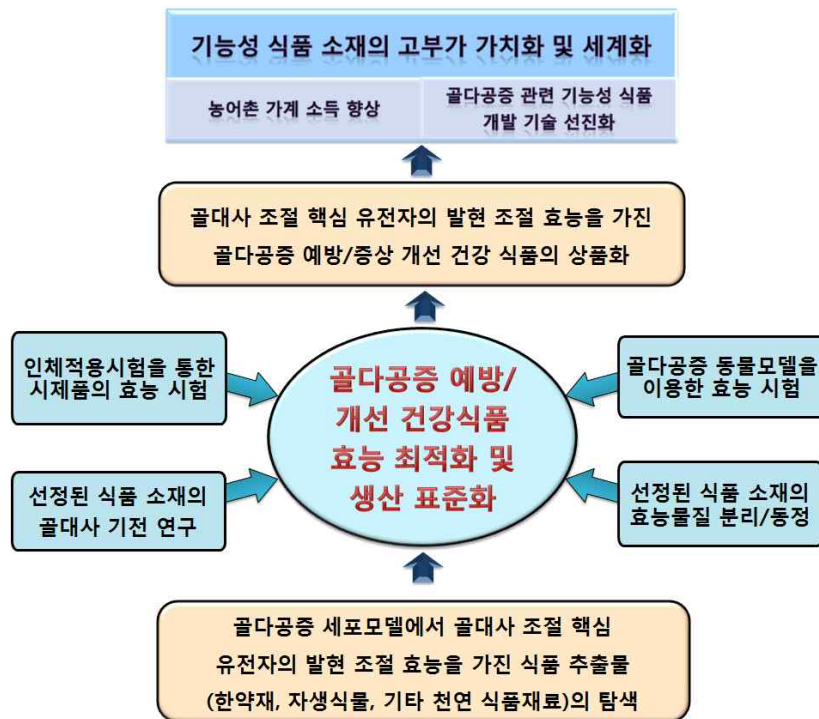 기능성 식품 소재의 고부가 가치화 및 세계화
농어촌 가계 소득 향상
골다공증 관련 기능성 식품
개발 기술 선진화
골대사 조절 핵심 유전자의 발현 조절 효능을 가진
골다공증 예방/증상 개선 건강 식품의 상품화
인체적용시험을 통한
시제품의 효능 시험
골다공증 동물모델을
이용한 효능 시험
골다공증 예방/
개선 건강식품
효능 최적화 및
생산 표준화
선정된 식품 소재의
골대사 기전 연구
선정된 식품 소재의
효능물질 분리/동정
골다공증 세포모델에서 골대사 조절 핵심
유전자의 발현 조절 효능을 가진 식품 추출물
(한약재, 자생식물, 기타 천연 식품재료)의 탐색